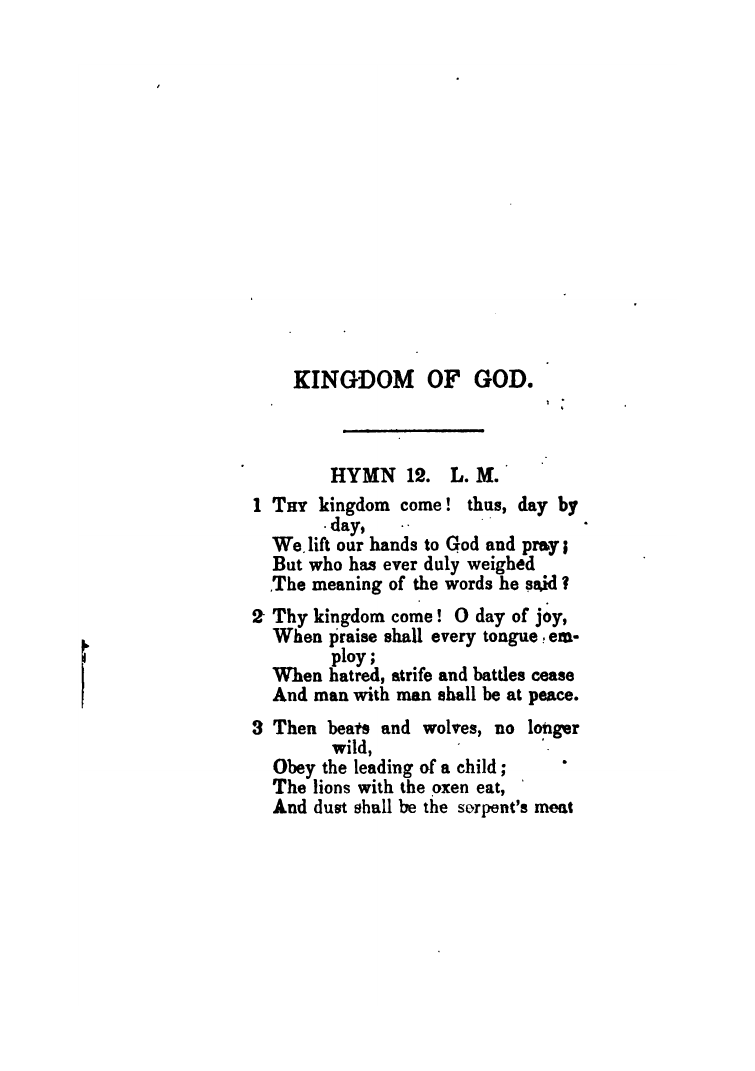 KINGDOM OF GOD.
HYMN 12. L. M.
1 THY kingdom come! thus, day by
day,
We lift our hands to God and pray;
But who has ever duly weighed
The meaning of the words he said?
2 Thy kingdom come! O day of joy,
When praise shall every tongue em-
ploy;
When hatred, strife and battles cease
And man with man shall be at peace.
3 Then bears and wolves, no longer
wild,
Obey the leading of a child;
The lions with the oxen eat,
And dust shall be the serpent's meat